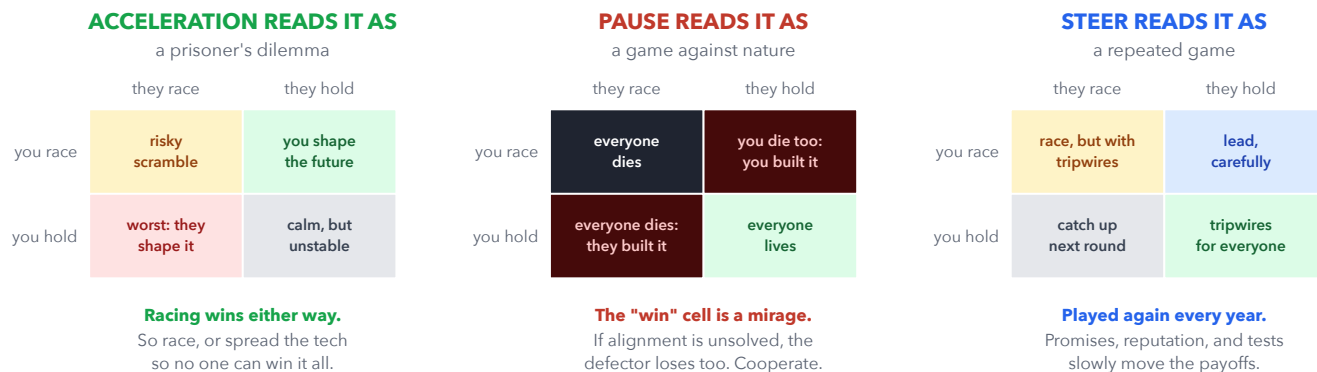 ACCELERATION READS IT AS
a prisoner's dilemma
they race
they hold
you race
risky
scramble
you shape
the future
you hold
worst: they
shape it
calm, but
unstable
Racing wins either way.
So race, or spread the tech
so no one can win it all.
PAUSE READS IT AS
a game against nature
they race
they hold
you race
everyone
dies
you die too:
you built it
you hold
everyone dies:
they built it
everyone
lives
The "win" cell is a mirage.
If alignment is unsolved, the
defector loses too. Cooperate.
STEER READS IT AS
a repeated game
they race
they hold
you race
race, but with
tripwires
lead,
carefully
you hold
catch up
next round
tripwires
for everyone
Played again every year.
Promises, reputation, and tests
slowly move the payoffs.